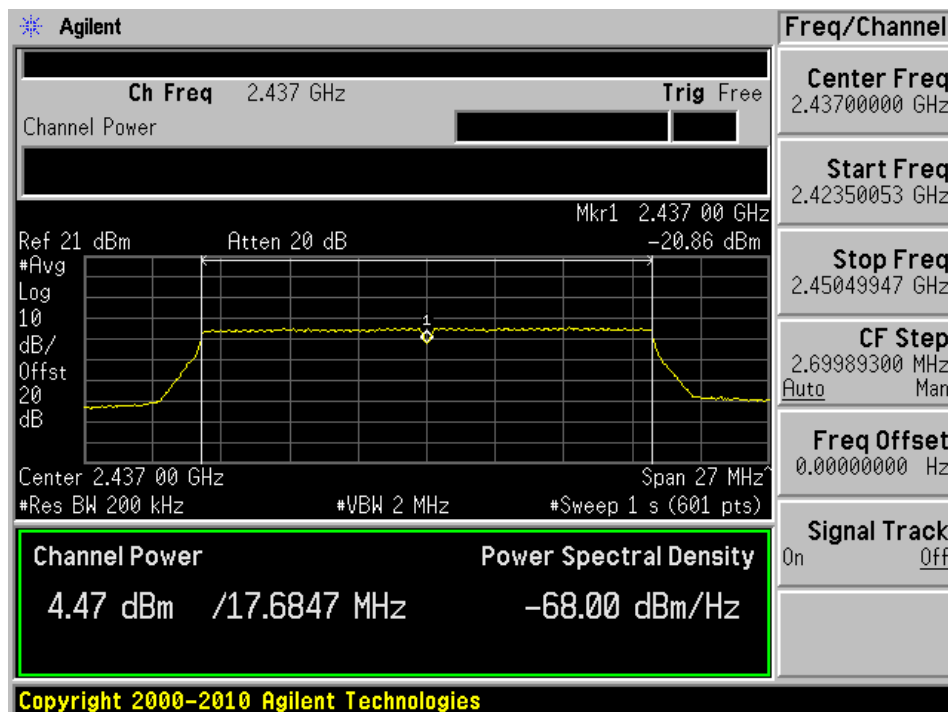 Agilent
Freq/Channel
Ch Freq 2.437 GHz Trig Free
Channel Power
Mkr1 2.437 00 GHz
Ref 21 dBm Atten 20 dB -20.86 dBm
#Avg
Log
10
dB/
Offst
20
dB
1
Center 2.437 00 GHz Span 27 MHz^
#Res BW 200 kHz #VBW 2 MHz #Sweep 1 s (601 pts)
Channel Power Power Spectral Density
4.47 dBm /17.6847 MHz -68.00 dBm/Hz
Center Freq
2.43700000 GHz
Start Freq
2.42350053 GHz
Stop Freq
2.45049947 GHz
CF Step
2.69989300 MHz
Auto Man
Freq Offset
0.00000000 Hz
Signal Track
On Off
Copyright 2000-2010 Agilent Technologies